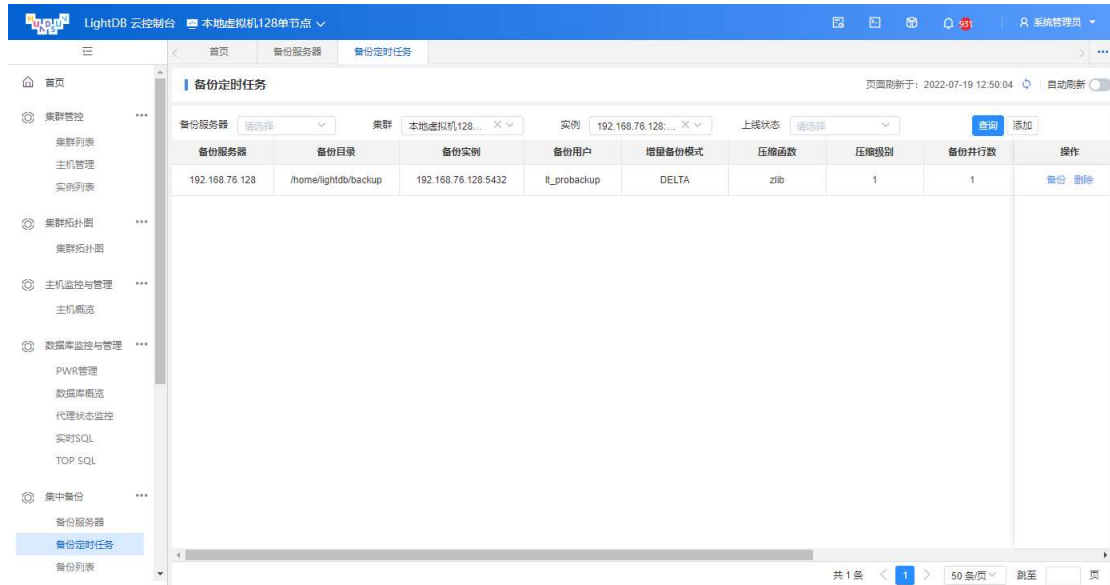 HUNDUN
LightDB 云控制台 本地虚拟机128单节点
931 系统管理员
首页 备份服务器 备份定时任务
首页
集群管控
集群列表
主机管理
实例列表
集群拓扑图
集群拓扑图
主机监控与管理
主机概览
数据库监控与管理
PWR管理
数据库概览
代理状态监控
实时SQL
TOP SQL
集中备份
备份服务器
备份定时任务
备份列表
备份定时任务 页面刷新于：2022-07-19 12:50:04 自动刷新
备份服务器 请选择 集群 本地虚拟机128... 实例 192.168.76.128:... 上线状态 请选择 查询 添加
备份服务器 备份目录 备份实例 备份用户 增量备份模式 压缩函数 压缩级别 备份并行数 操作
192.168.76.128 /home/lightdb/backup 192.168.76.128:5432 lt_probackup DELTA zlib 1 1 备份 删除
共1条 1 50条/页 跳至 页